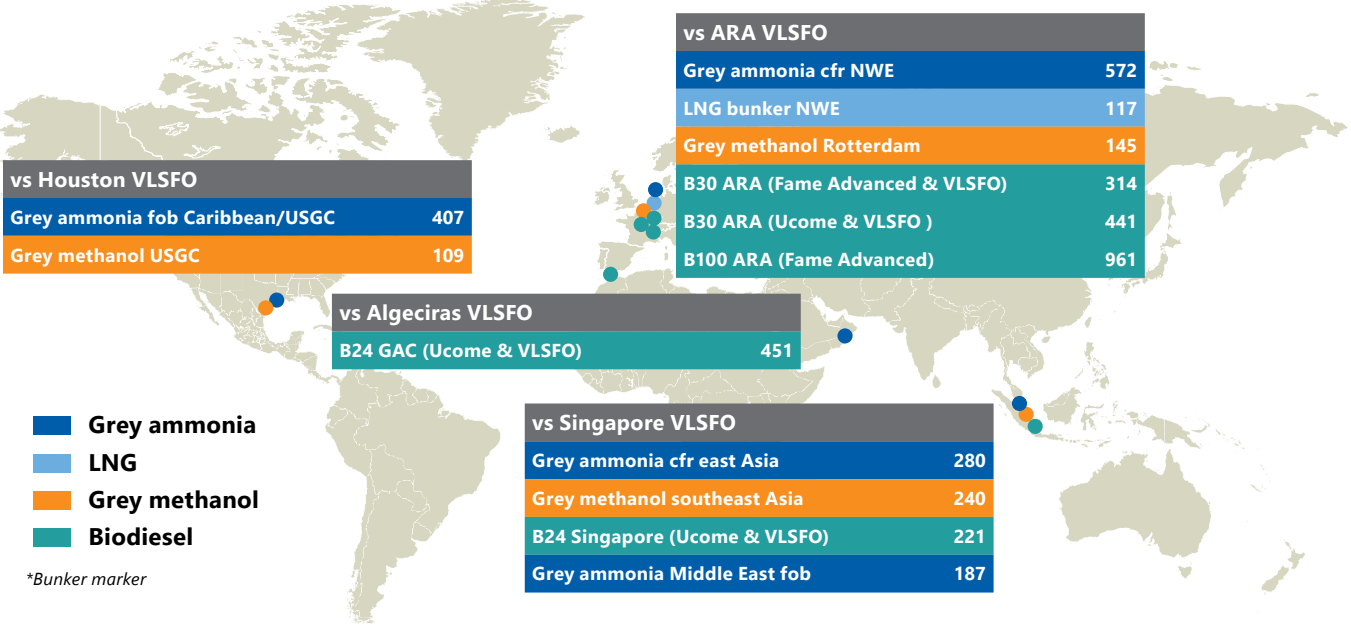 vs ARA VLSFO
Grey ammonia cfr NWE 572
LNG bunker NWE 117
Grey methanol Rotterdam 145
B30 ARA (Fame Advanced & VLSFO) 314
B30 ARA (Ucome & VLSFO ) 441
B100 ARA (Fame Advanced) 961
vs Houston VLSFO
Grey ammonia fob Caribbean/USGC 407
Grey methanol USGC 109
vs Algeciras VLSFO
B24 GAC (Ucome & VLSFO) 451
vs Singapore VLSFO
Grey ammonia cfr east Asia 280
Grey methanol southeast Asia 240
B24 Singapore (Ucome & VLSFO) 221
Grey ammonia Middle East fob 187
Grey ammonia
LNG
Grey methanol
Biodiesel
*Bunker marker